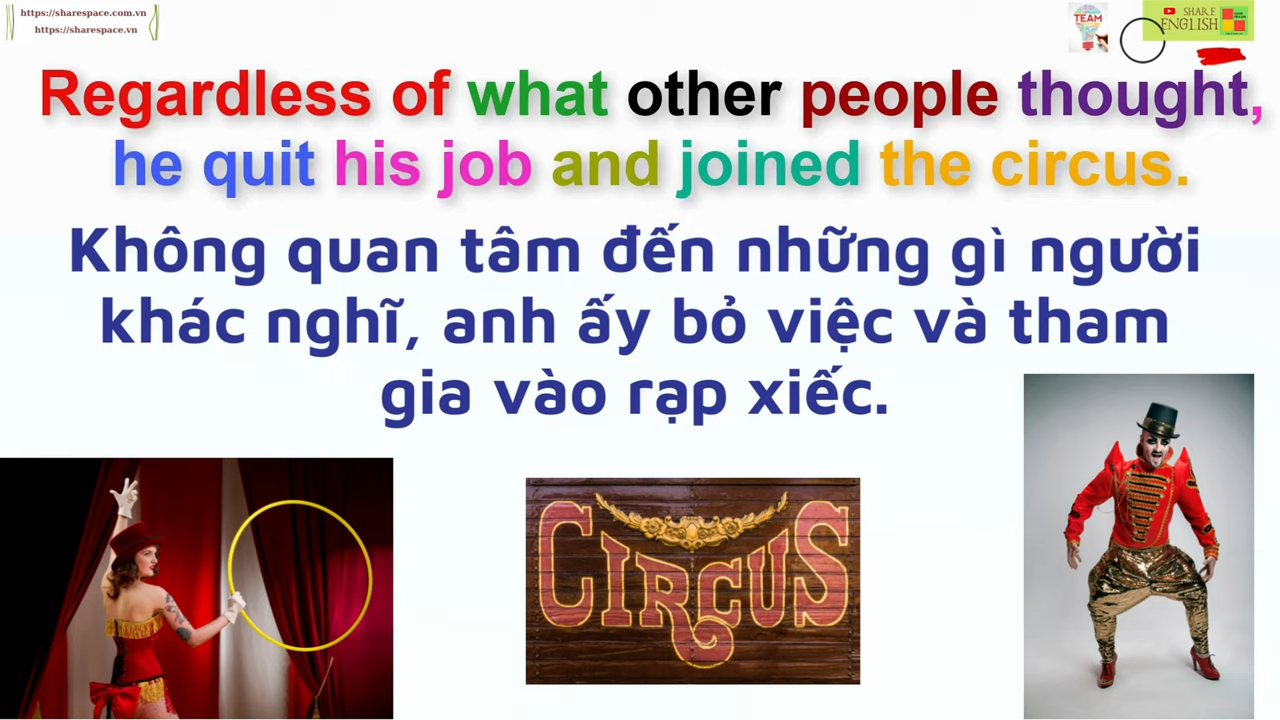 https://sharespace.com.vn
https://sharespace.vn
TEAM
PLAN
SHARE
ENGLISH
Regardless of what other people thought,
he quit his job and joined the circus.
Không quan tâm đến những gì người
khác nghĩ, anh ấy bỏ việc và tham
gia vào rạp xiếc.
CIRCUS